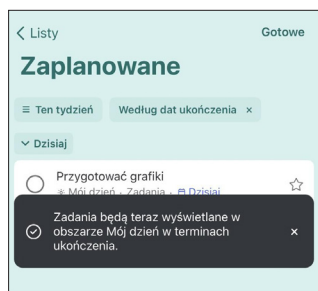 Listy
Gotowe
Zaplanowane
Ten tydzień
Według dat ukończenia ×
Dzisiaj
Przygotować grafiki
Mój dzień · Zadania · Dzisiaj
Zadania będą teraz wyświetlane w
obszarze Mój dzień w terminach
ukończenia.